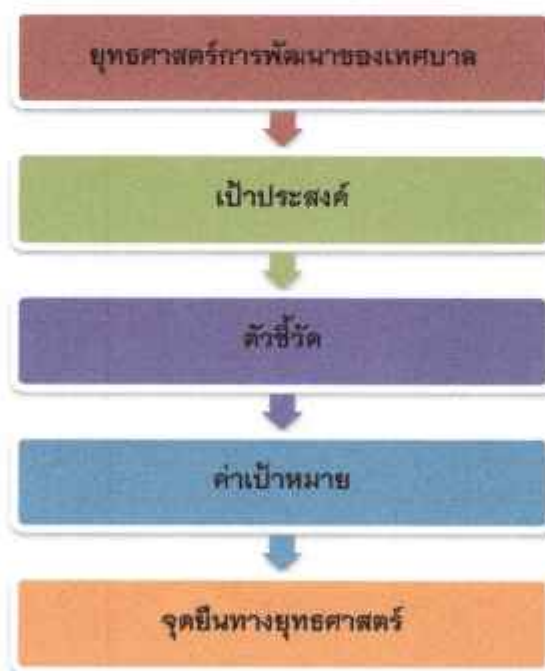 ยุทธศาสตร์การพัฒนาของเทศบาล
เป้าประสงค์
ตัวชี้วัด
ค่าเป้าหมาย
จุดยืนทางยุทธศาสตร์